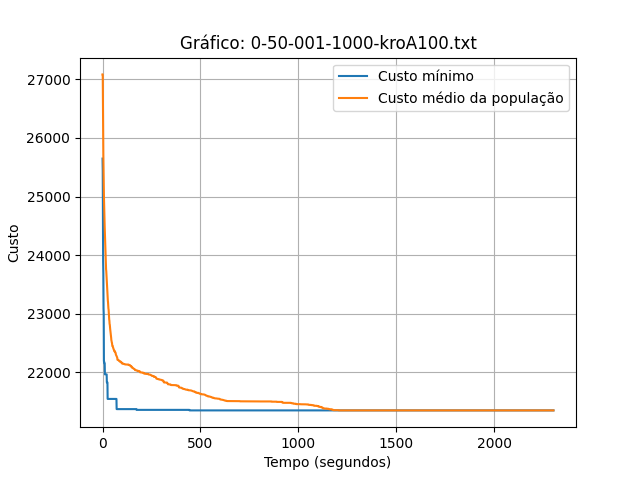 Gráfico: 0-50-001-1000-kroA100.txt
Custo mínimo
Custo médio da população
27000
26000
25000
24000
23000
22000
Custo
0
500
1000
1500
2000
Tempo (segundos)